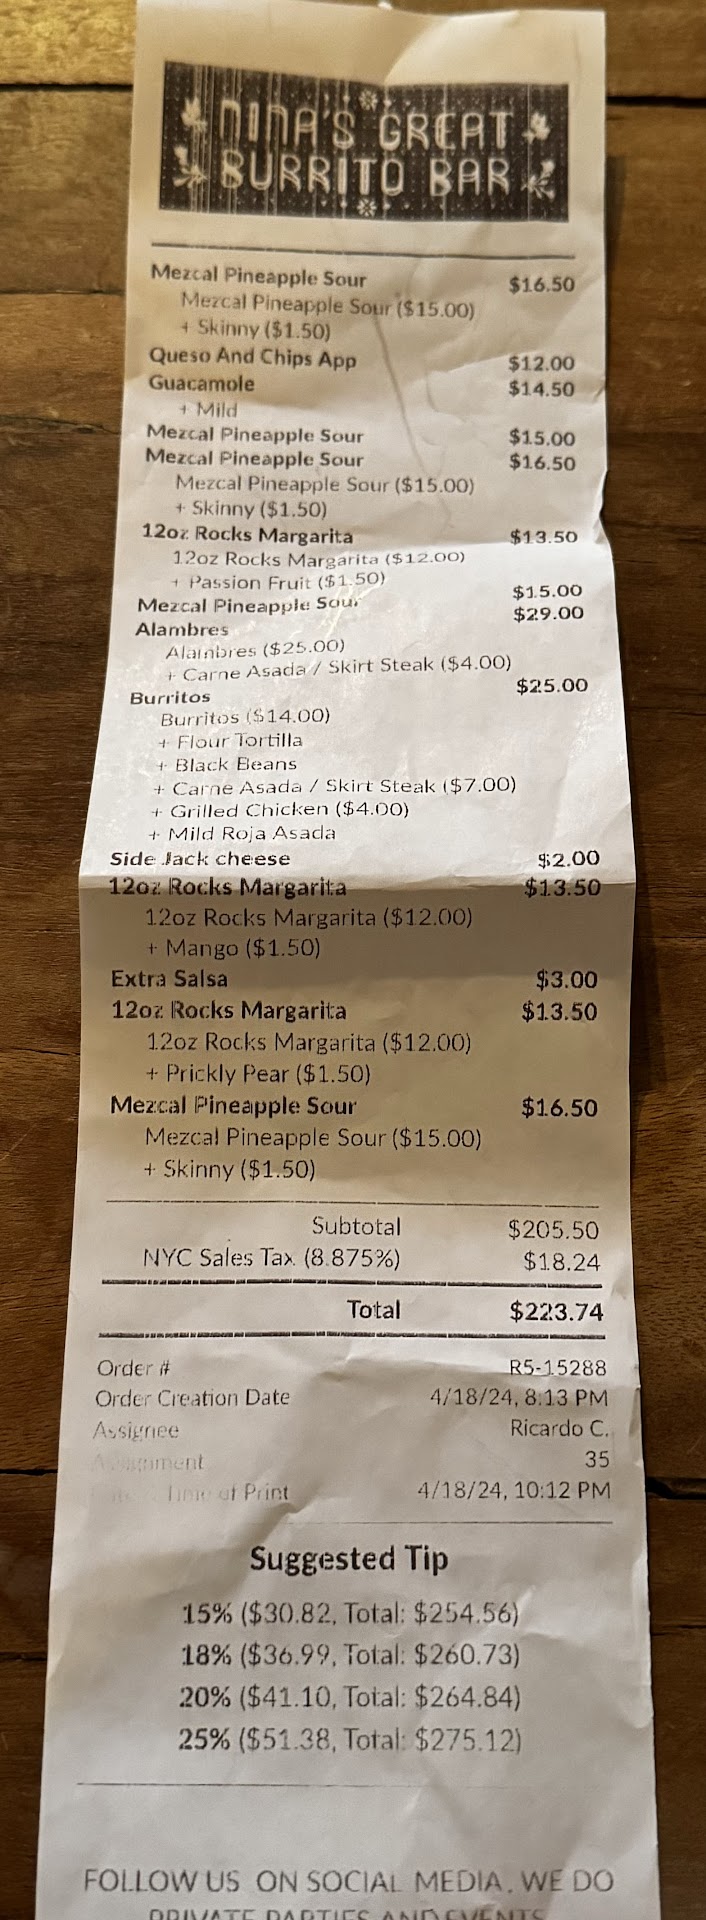 NINA'S GREAT
BURRITO BAR
Mezcal Pineapple Sour $16.50
Mezcal Pineapple Sour ($15.00)
+ Skinny ($1.50)
Queso And Chips App $12.00
Guacamole $14.50
+ Mild
Mezcal Pineapple Sour $15.00
Mezcal Pineapple Sour $16.50
Mezcal Pineapple Sour ($15.00)
+ Skinny ($1.50)
12oz Rocks Margarita $13.50
12oz Rocks Margarita ($12.00)
+ Passion Fruit ($1.50)
Mezcal Pineapple Sour $15.00
Alambres $29.00
Alambres ($25.00)
+ Carne Asada / Skirt Steak ($4.00)
Burritos $25.00
Burritos ($14.00)
+ Flour Tortilla
+ Black Beans
+ Carne Asada / Skirt Steak ($7.00)
+ Grilled Chicken ($4.00)
+ Mild Roja Asada
Side Jack cheese $2.00
12oz Rocks Margarita $13.50
12oz Rocks Margarita ($12.00)
+ Mango ($1.50)
Extra Salsa $3.00
12oz Rocks Margarita $13.50
12oz Rocks Margarita ($12.00)
+ Prickly Pear ($1.50)
Mezcal Pineapple Sour $16.50
Mezcal Pineapple Sour ($15.00)
+ Skinny ($1.50)
Subtotal $205.50
NYC Sales Tax (8.875%) $18.24
Total $223.74
Order # R5-15288
Order Creation Date 4/18/24, 8:13 PM
Assignee Ricardo C.
Assignment 35
Time of Print 4/18/24, 10:12 PM
Suggested Tip
15% ($30.82, Total: $254.56)
18% ($36.99, Total: $260.73)
20% ($41.10, Total: $264.84)
25% ($51.38, Total: $275.12)
FOLLOW US ON SOCIAL MEDIA. WE DO
PRIVATE PARTIES AND EVENTS